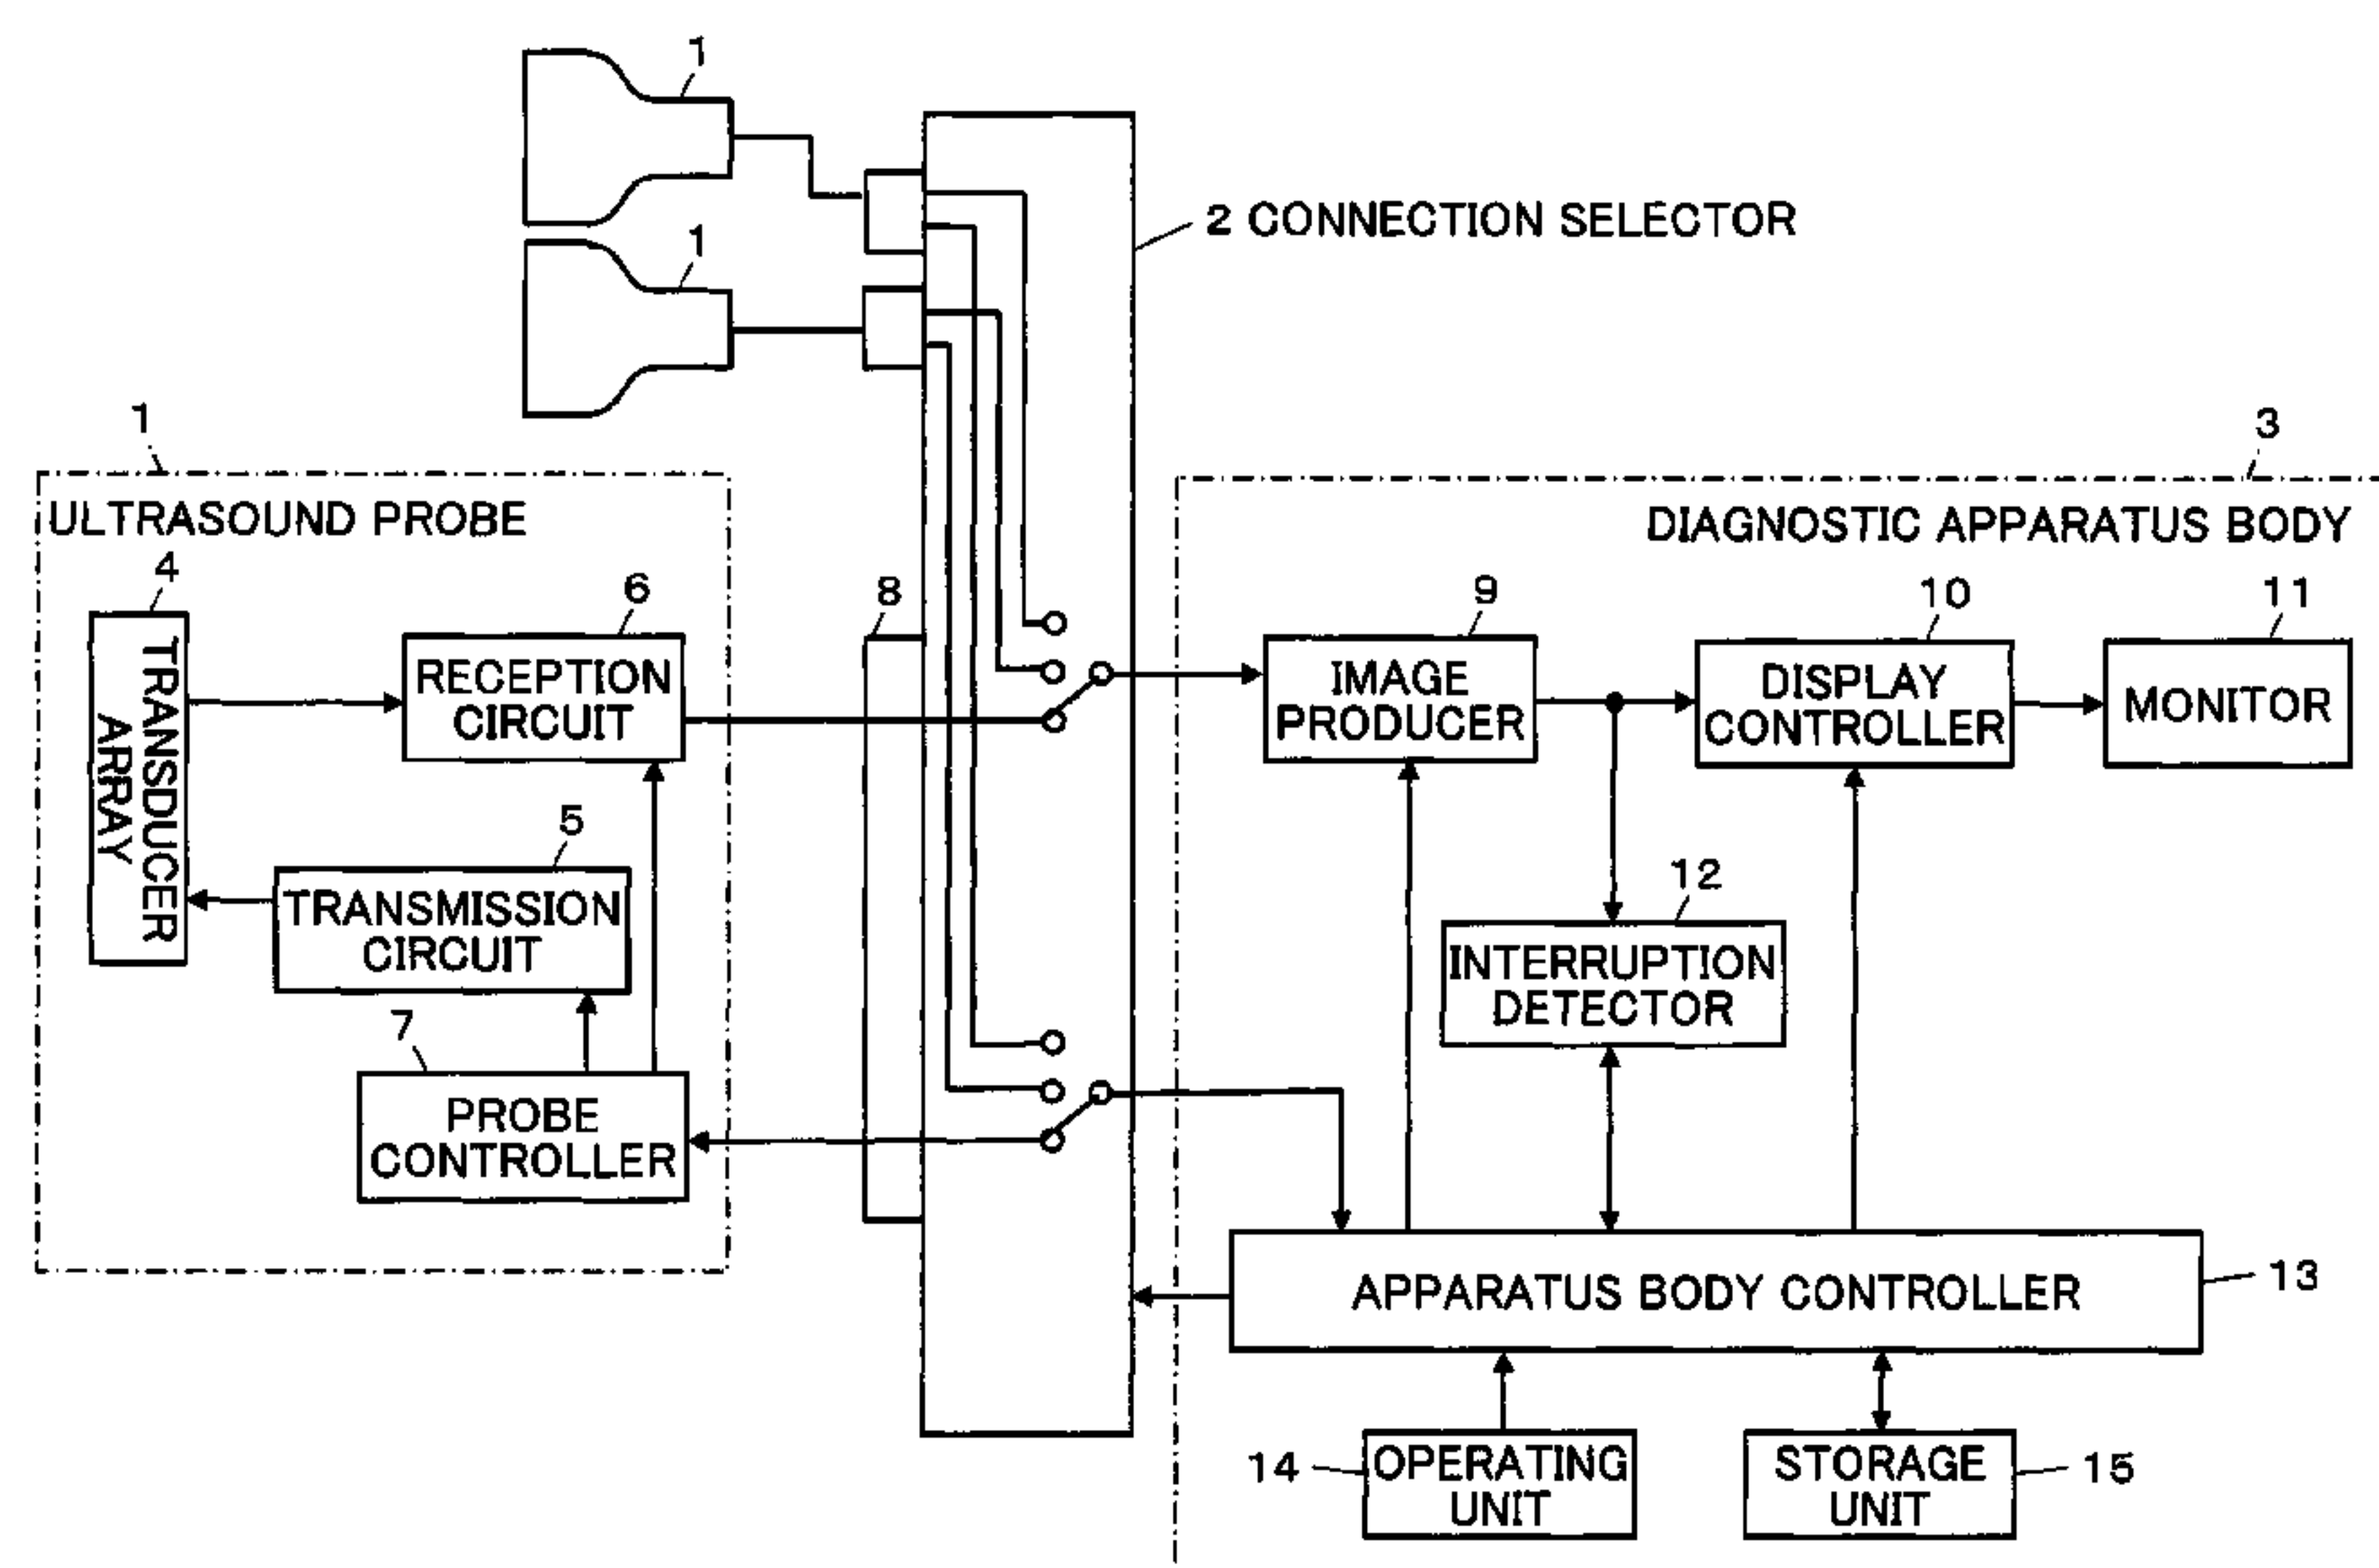 1
2 CONNECTION SELECTOR
1
1
3
ULTRASOUND PROBE
DIAGNOSTIC APPARATUS BODY
4
TRANSDUCER
ARRAY
6
RECEPTION
CIRCUIT
8
9
IMAGE
PRODUCER
10
DISPLAY
CONTROLLER
11
MONITOR
5
TRANSMISSION
CIRCUIT
12
INTERRUPTION
DETECTOR
7
PROBE
CONTROLLER
APPARATUS BODY CONTROLLER
13
14
OPERATING
UNIT
STORAGE
UNIT
15